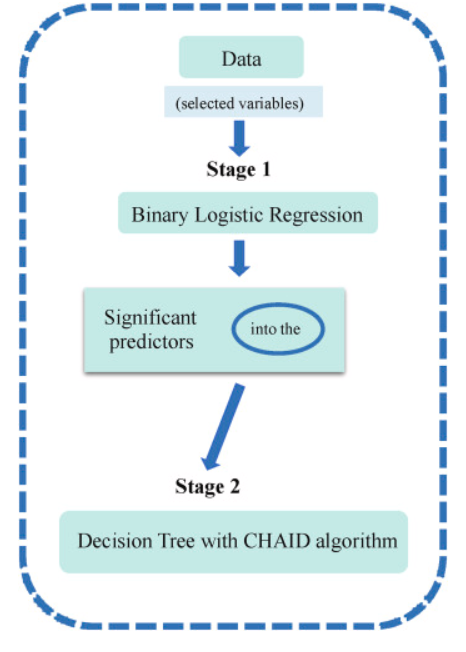 Data
(selected variables)
Stage 1
Binary Logistic Regression
Significant
predictors
into the
Stage 2
Decision Tree with CHAID algorithm